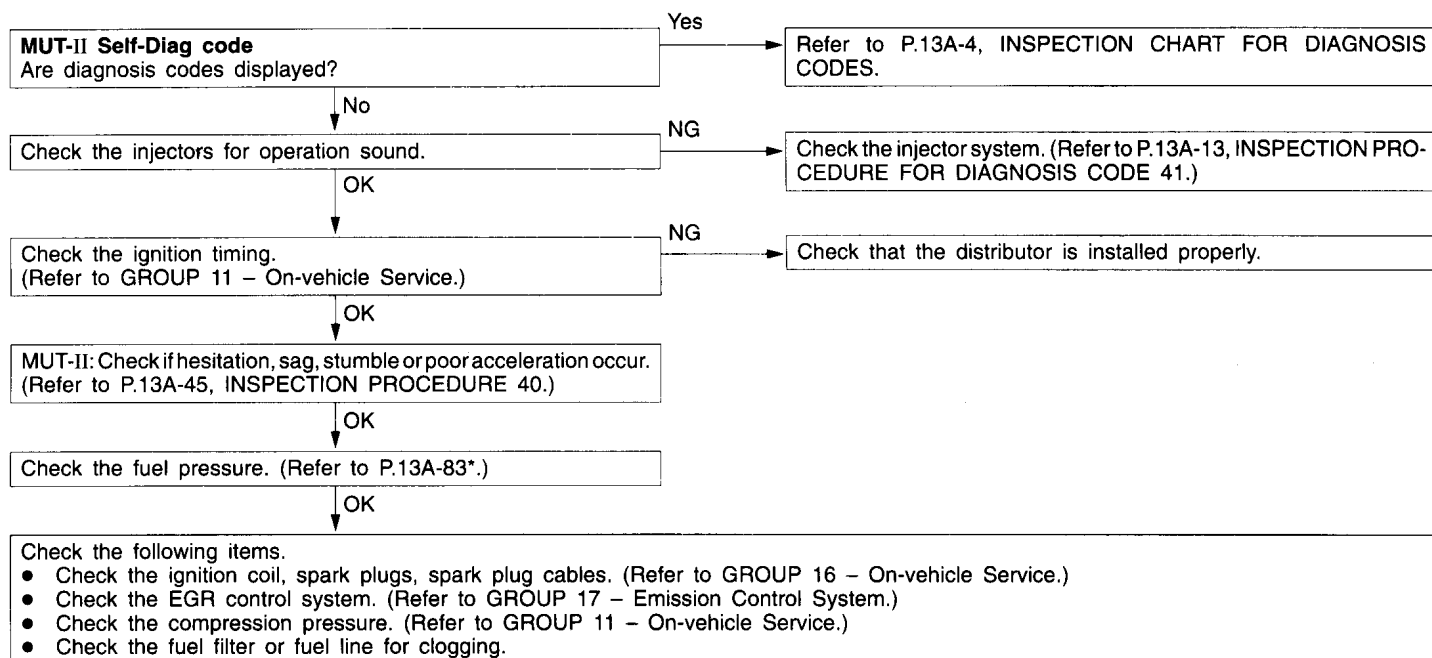 Yes
MUT-II Self-Diag code
Are diagnosis codes displayed?
Refer to P.13A-4, INSPECTION CHART FOR DIAGNOSIS
CODES.
No
Check the injectors for operation sound.
NG
Check the injector system. (Refer to P.13A-13, INSPECTION PRO-
CEDURE FOR DIAGNOSIS CODE 41.)
OK
Check the ignition timing.
(Refer to GROUP 11 – On-vehicle Service.)
NG
Check that the distributor is installed properly.
OK
MUT-II: Check if hesitation, sag, stumble or poor acceleration occur.
(Refer to P.13A-45, INSPECTION PROCEDURE 40.)
OK
Check the fuel pressure. (Refer to P.13A-83*.)
OK
Check the following items.
● Check the ignition coil, spark plugs, spark plug cables. (Refer to GROUP 16 – On-vehicle Service.)
● Check the EGR control system. (Refer to GROUP 17 – Emission Control System.)
● Check the compression pressure. (Refer to GROUP 11 – On-vehicle Service.)
● Check the fuel filter or fuel line for clogging.